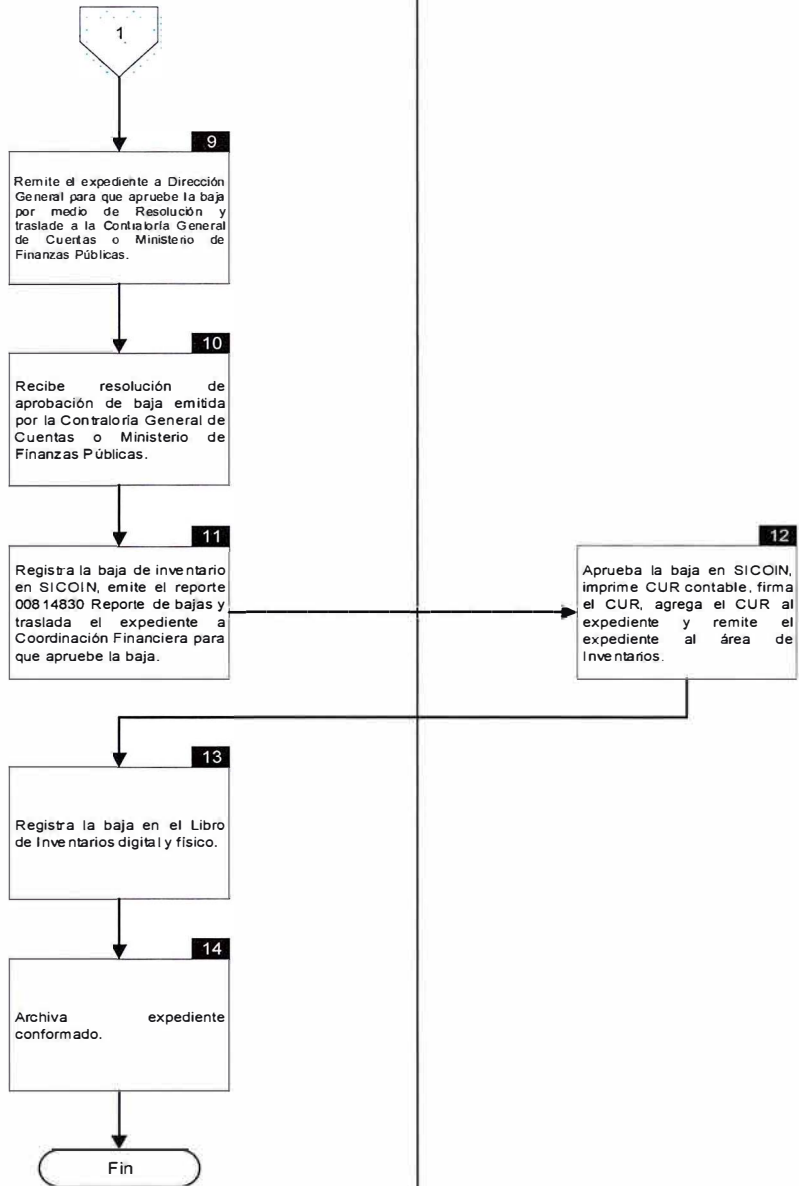 1
9
Remite el expediente a Dirección
General para que apruebe la baja
por medio de Resolución y
traslade a la Contraloría General
de Cuentas o Ministerio de
Finanzas Públicas.
10
Recibe resolución de
aprobación de baja emitida
por la Contraloría General de
Cuentas o Ministerio de
Finanzas Públicas.
11
Registra la baja de inventario
en SICOIN, emite el reporte
00814830 Reporte de bajas y
traslada el expediente a
Coordinación Financiera para
que apruebe la baja.
12
Aprueba la baja en SICOIN,
imprime CUR contable, firma
el CUR, agrega el CUR al
expediente y remite el
expediente al área de
Inventarios.
13
Registra la baja en el Libro
de Inventarios digital y físico.
14
Archiva expediente
conformado.
Fin